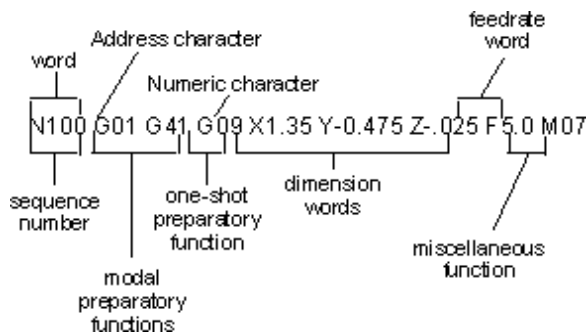 Address character
feedrate
word
word
Numeric character
N100 G01 G41 G09 X1.35 Y-0.475 Z-.025 F5.0 M07
sequence
number
one-shot
preparatory
function
dimension
words
miscellaneous
function
modal
preparatory
functions